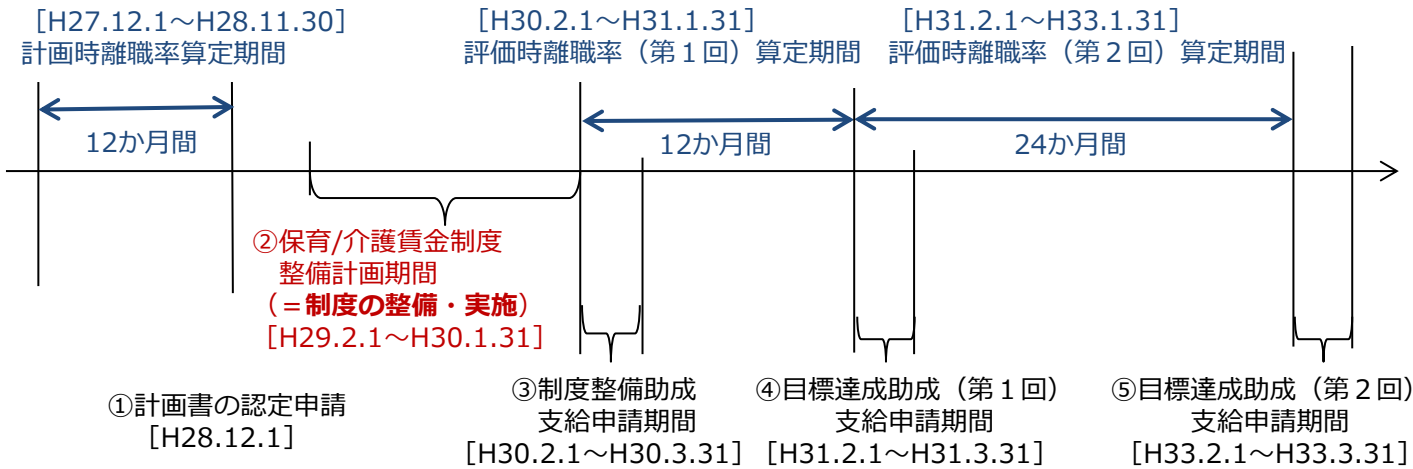 [H27.12.1～H28.11.30]
計画時離職率算定期間
[H30.2.1～H31.1.31]
評価時離職率（第１回）算定期間
[H31.2.1～H33.1.31]
評価時離職率（第２回）算定期間
12か月間
12か月間
24か月間
②保育/介護賃金制度
整備計画期間
（＝制度の整備・実施）
[H29.2.1～H30.1.31]
①計画書の認定申請
[H28.12.1]
③制度整備助成
支給申請期間
[H30.2.1～H30.3.31]
④目標達成助成（第１回）
支給申請期間
[H31.2.1～H31.3.31]
⑤目標達成助成（第２回）
支給申請期間
[H33.2.1～H33.3.31]